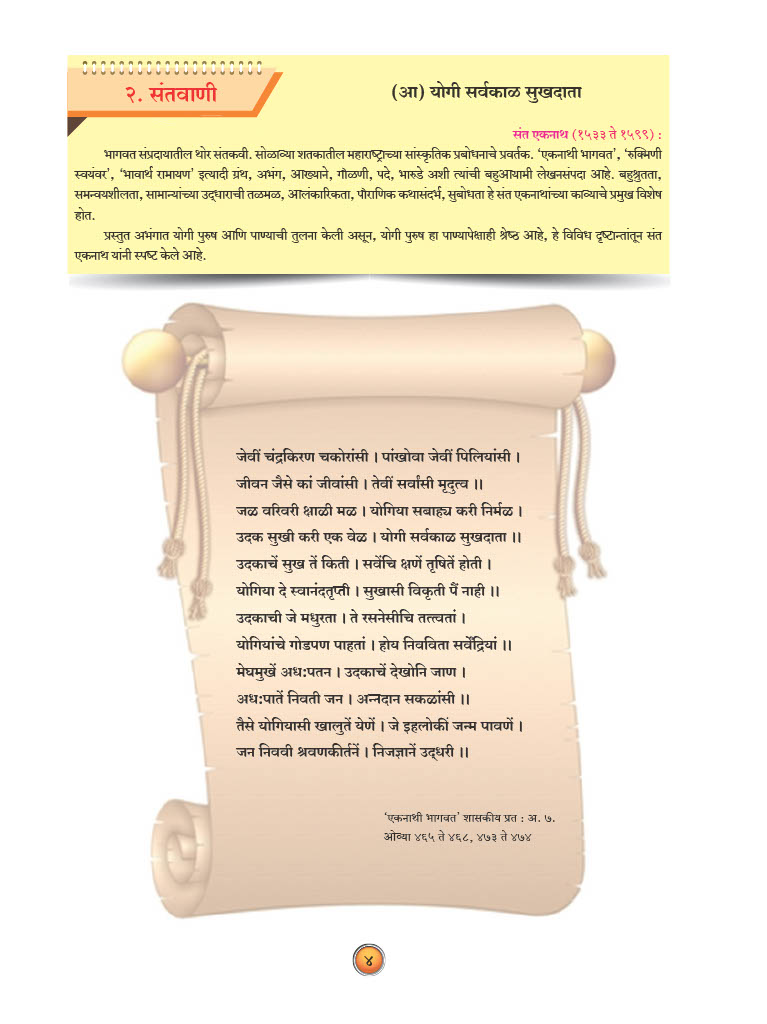 २. संतवाणी
(आ) योगी सर्वकाळ सुखदाता
संत एकनाथ (१५३३ ते १५९९) :
भागवत संप्रदायातील थोर संतकवी. सोळाव्या शतकातील महाराष्ट्राच्या सांस्कृतिक प्रबोधनाचे प्रवर्तक. ‘एकनाथी भागवत’, ‘रुक्मिणी
स्वयंवर’, ‘भावार्थ रामायण’ इत्यादी ग्रंथ, अभंग, आख्याने, गौळणी, पदे, भारुडे अशी त्यांची बहुआयामी लेखनसंपदा आहे. बहुश्रुतता,
समन्वयशीलता, सामान्यांच्या उद्धाराची तळमळ, आलंकारिकता, पौराणिक कथासंदर्भ, सुबोधता हे संत एकनाथांच्या काव्याचे प्रमुख विशेष
होत.
प्रस्तुत अभंगात योगी पुरुष आणि पाण्याची तुलना केली असून, योगी पुरुष हा पाण्यापेक्षाही श्रेष्ठ आहे, हे विविध दृष्टान्तांतून संत
एकनाथ यांनी स्पष्ट केले आहे.
जेवीं चंद्रकिरण चकोरांसी । पांखोवा जेवीं पिलियांसी ।
जीवन जैसे कां जीवांसी । तेवीं सर्वांसी मृदुत्व ॥
जळ वरिवरी क्षाळी मळ । योगिया सबाह्य करी निर्मळ ।
उदक सुखी करी एक वेळ । योगी सर्वकाळ सुखदाता ॥
उदकाचें सुख तें किती । सवेंचि क्षणें तृषितें होती ।
योगिया दे स्वानंदतृप्ती । सुखासी विकृती पैं नाही ॥
उदकाची जे मधुरता । ते रसनेसीचि तत्त्वतां ।
योगियांचे गोडपण पाहतां । होय निवविता सर्वेंद्रियां ॥
मेघमुखें अध:पतन । उदकाचें देखोनि जाण ।
अध:पातें निवती जन । अन्नदान सकळांसी ॥
तैसे योगियासी खालुतें येणें । जे इहलोकीं जन्म पावणें ।
जन निववी श्रवणकीर्तनें । निजज्ञानें उद्धरी ॥
‘एकनाथी भागवत’ शासकीय प्रत : अ. ७.
ओव्या ४६५ ते ४६८, ४७३ ते ४७४
४